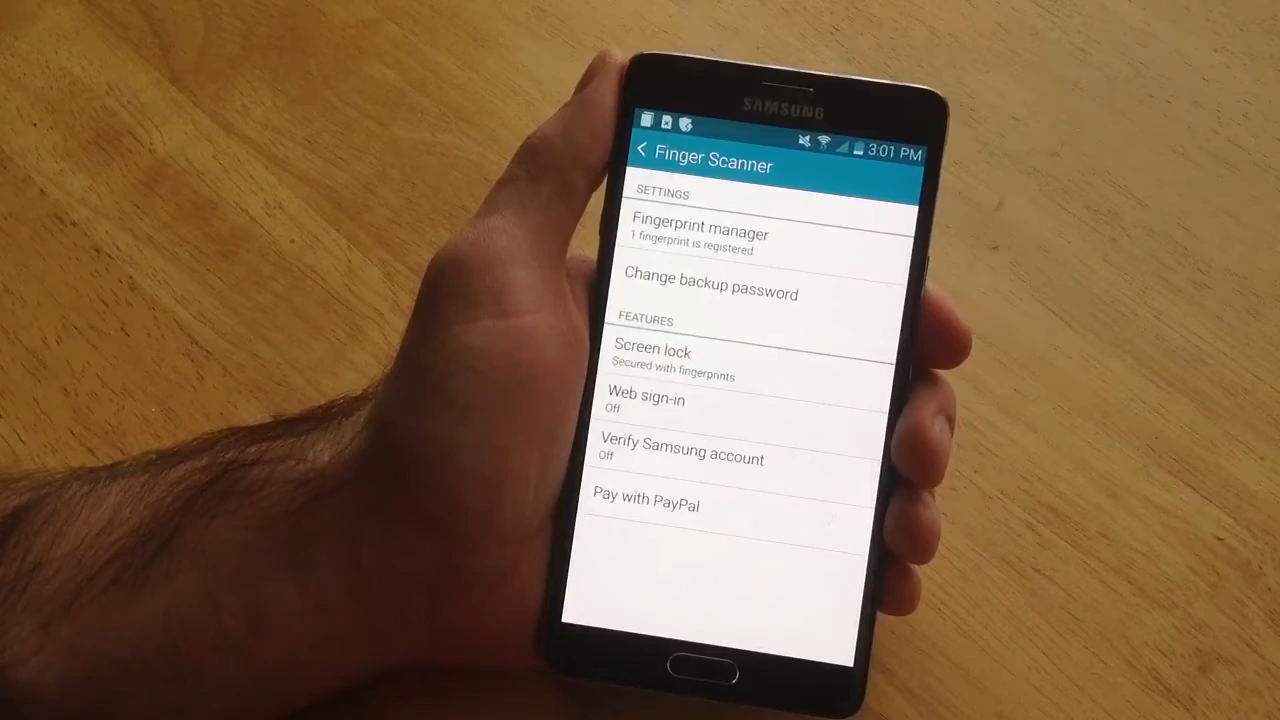 SAMSUNG
3:01 PM
Finger Scanner
SETTINGS
Fingerprint manager
1 fingerprint is registered
Change backup password
FEATURES
Screen lock
Secured with fingerprints
Web sign-in
Off
Verify Samsung account
Off
Pay with PayPal